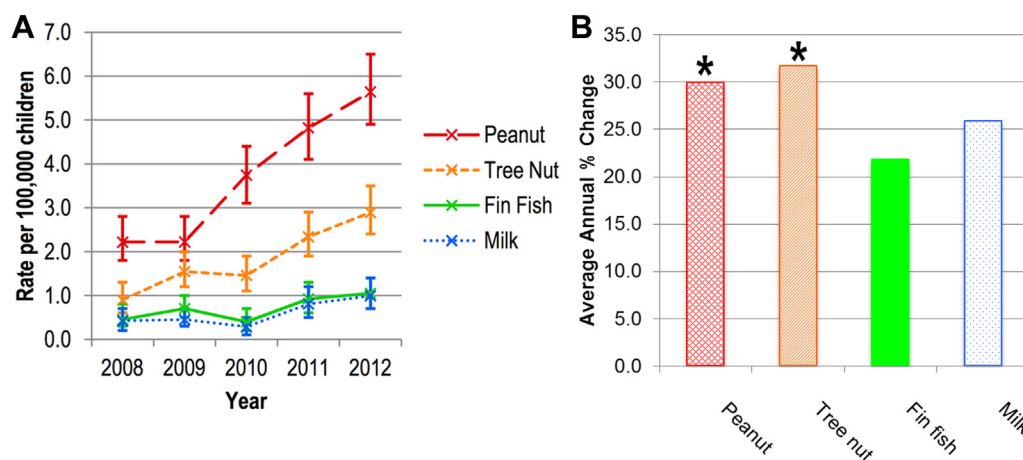 A
Rate per 100,000 children
7.0
6.0
5.0
4.0
3.0
2.0
1.0
0.0
2008 2009 2010 2011 2012
Year
Peanut
Tree Nut
Fin Fish
Milk
B
Average Annual % Change
35.0
30.0
25.0
20.0
15.0
10.0
5.0
0.0
* *
Peanut
Tree nut
Fin fish
Milk